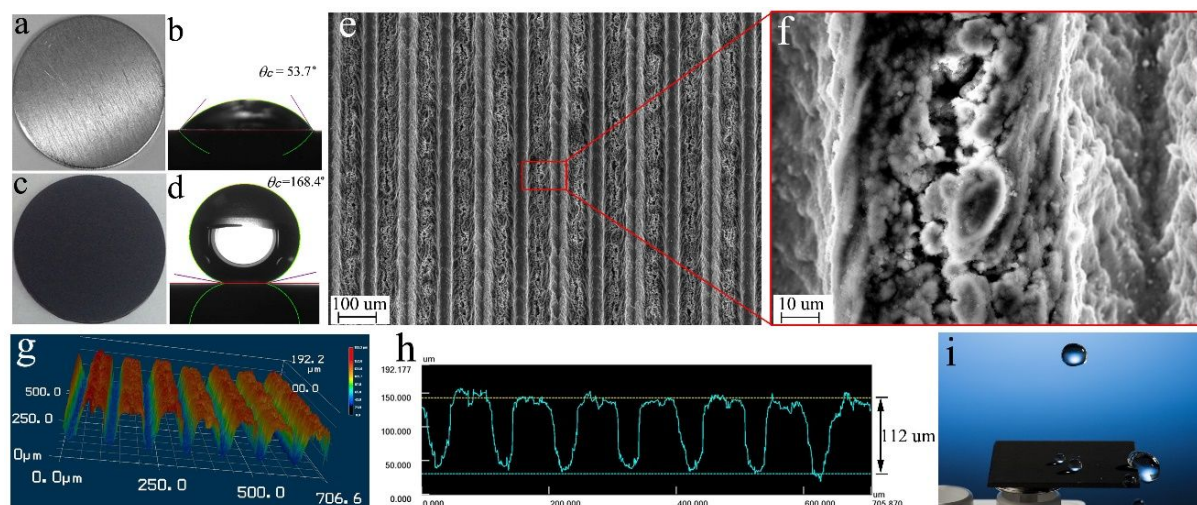 a
b
θc = 53.7°
c
d
θc=168.4°
e
100 um
f
10 um
g
192.2
µm
500.0
00.0
250.0
0µm
0.0µm
250.0
500.0
706.6
h
um
192.177
150.000
100.000
50.000
0.000
0.000
200.000
400.000
600.000
um
705.870
112 um
i